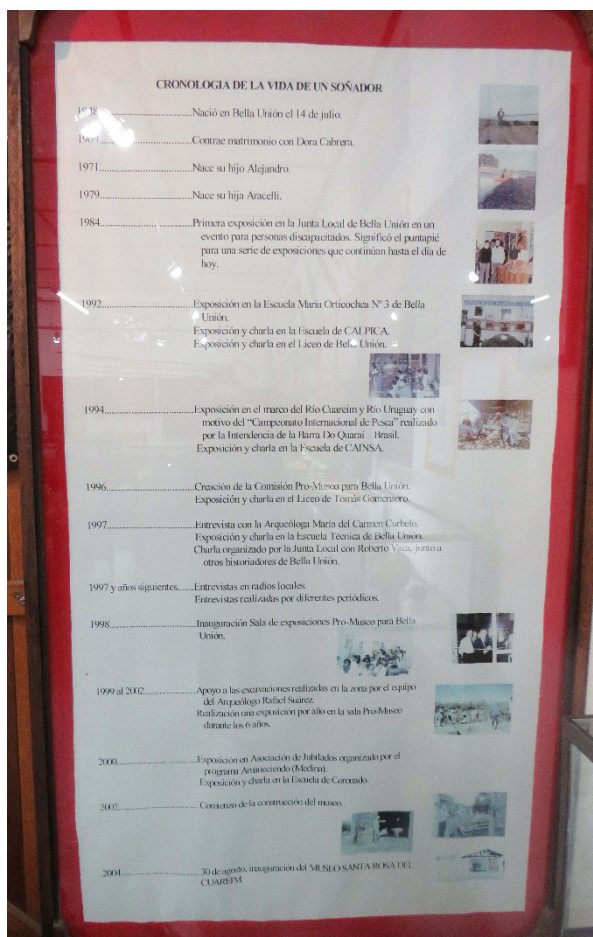 CRONOLOGIA DE LA VIDA DE UN SOÑADOR
1948..............................Nació en Bella Unión el 14 de julio.
1969..............................Contrae matrimonio con Dora Cabrera.
1971..............................Nace su hijo Alejandro.
1979..............................Nace su hija Aracelli.
1984..............................Primera exposición en la Junta Local de Bella Unión en un
evento para personas discapacitados. Significó el puntapié
para una serie de exposiciones que continúan hasta el día de
hoy.
1992..............................Exposición en la Escuela Maria Orticochea Nº 3 de Bella
Unión.
Exposición y charla en la Escuela de CALPICA.
Exposición y charla en el Liceo de Bella Unión.
1994..............................Exposición en el marco del Río Cuareim y Río Uruguay con
motivo del "Campeonato Internacional de Pesca" realizado
por la Intendencia de la Barra Do Quaraí Brasil.
Exposición y charla en la Escuela de CAINSA.
1996..............................Creación de la Comisión Pro-Museo para Bella Unión.
Exposición y charla en el Liceo de Tomás Gomensoro.
1997..............................Entrevista con la Arqueóloga María del Carmen Curbelo.
Exposición y charla en la Escuela Técnica de Bella Unión.
Charla organizado por la Junta Local con Roberto Vaca, junto a
otros historiadores de Bella Unión.
1997 y años siguientes.......Entrevistas en radios locales.
Entrevistas realizadas por diferentes periódicos.
1998..............................Inauguración Sala de exposiciones Pro-Museo para Bella
Unión.
1999 al 2002..................Apoyo a las excavaciones realizadas en la zona por el equipo
del Arqueólogo Rafael Suárez.
Realización una exposición por año en la sala Pro-Museo
durante los 6 años.
2000..............................Exposición en Asociación de Jubilados organizado por el
programa Amaneciendo (Medina).
Exposición y charla en la Escuela de Coronado.
2002..............................Comienzo de la construcción del museo.
2004..............................30 de agosto, inauguración del MUSEO SANTA ROSA DEL
CUAREIM.